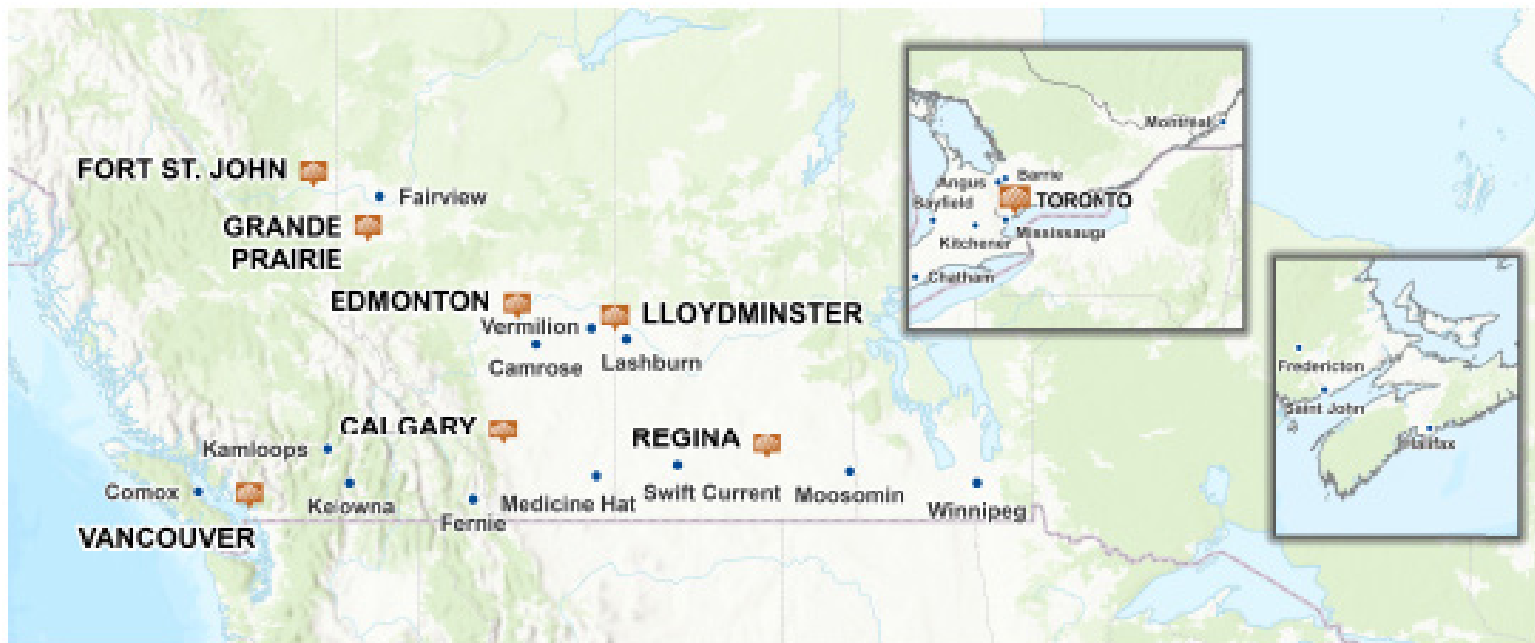 FORT ST. JOHN
Fairview
GRANDE
PRAIRIE
EDMONTON
LLOYDMINSTER
Vermilion
Camrose
Lashburn
CALGARY
REGINA
Kamloops
Comox
Kelowna
Fernie
Medicine Hat
Swift Current
Moosomin
Winnipeg
VANCOUVER
Montreal
Barrie
Angus
TORONTO
Bayfield
Mississauga
Kitchener
Chatham
Fredericton
Saint John
Halifax